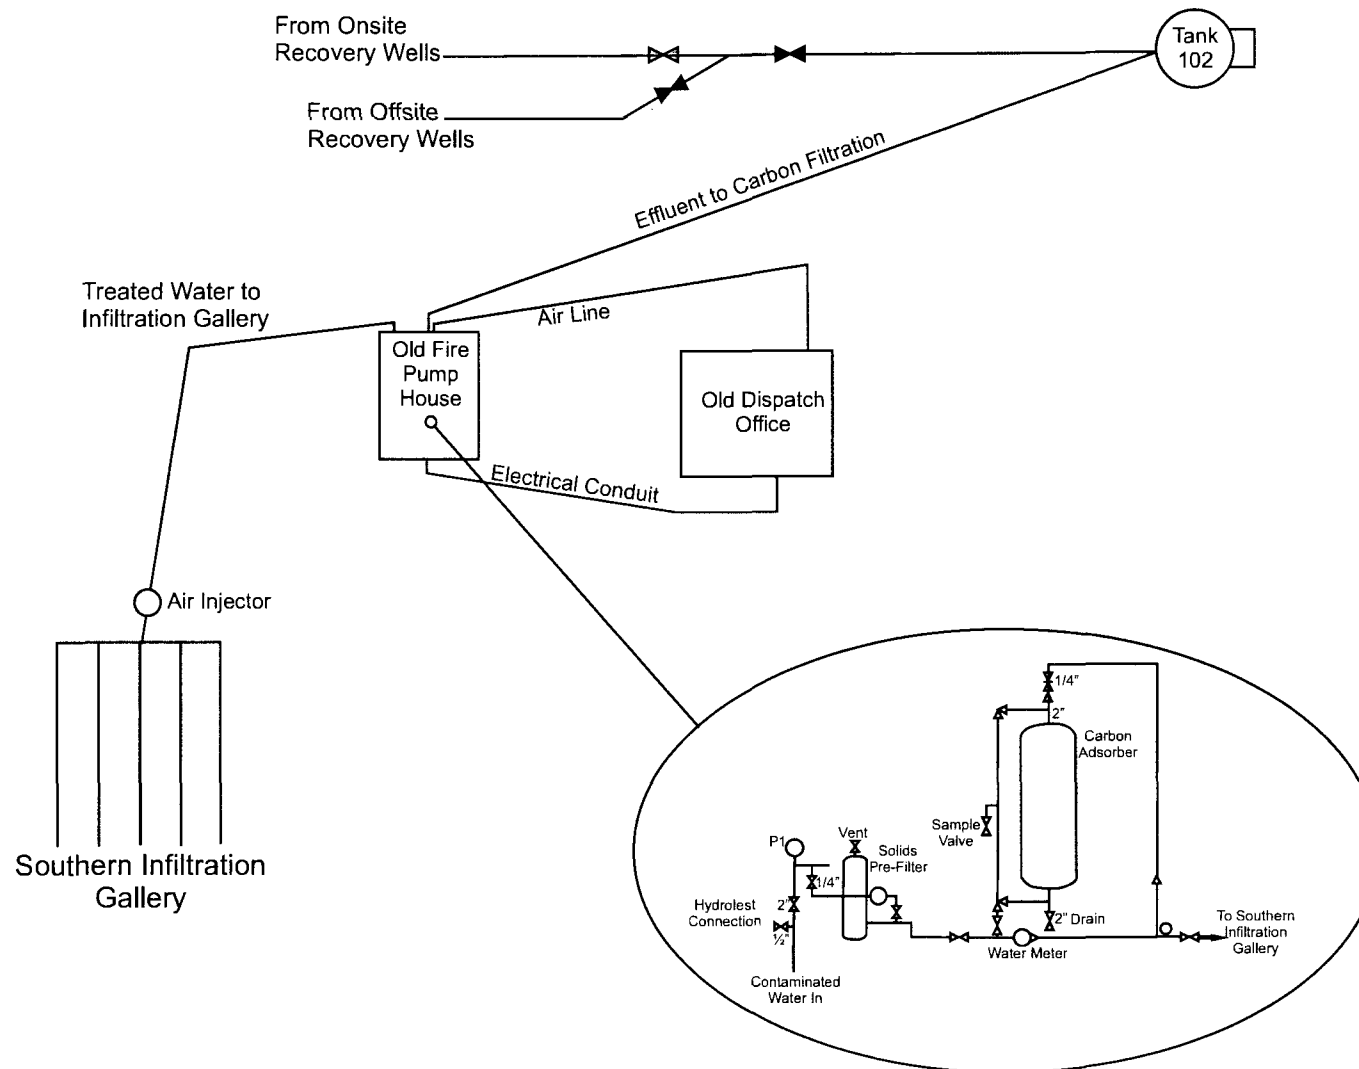 From Onsite
Recovery Wells
Tank
102
From Offsite
Recovery Wells
Effluent to Carbon Filtration
Treated Water to
Infiltration Gallery
Air Line
Old Fire
Pump
House
Old Dispatch
Office
Electrical Conduit
Air Injector
Southern Infiltration
Gallery
1/4"
2"
Carbon
Adsorber
Sample
Valve
P1
Vent
Solids
Pre-Filter
1/4"
2"
Hydrolest
Connection
½"
2" Drain
Water Meter
To Southern
Infiltration
Gallery
Contaminated
Water In